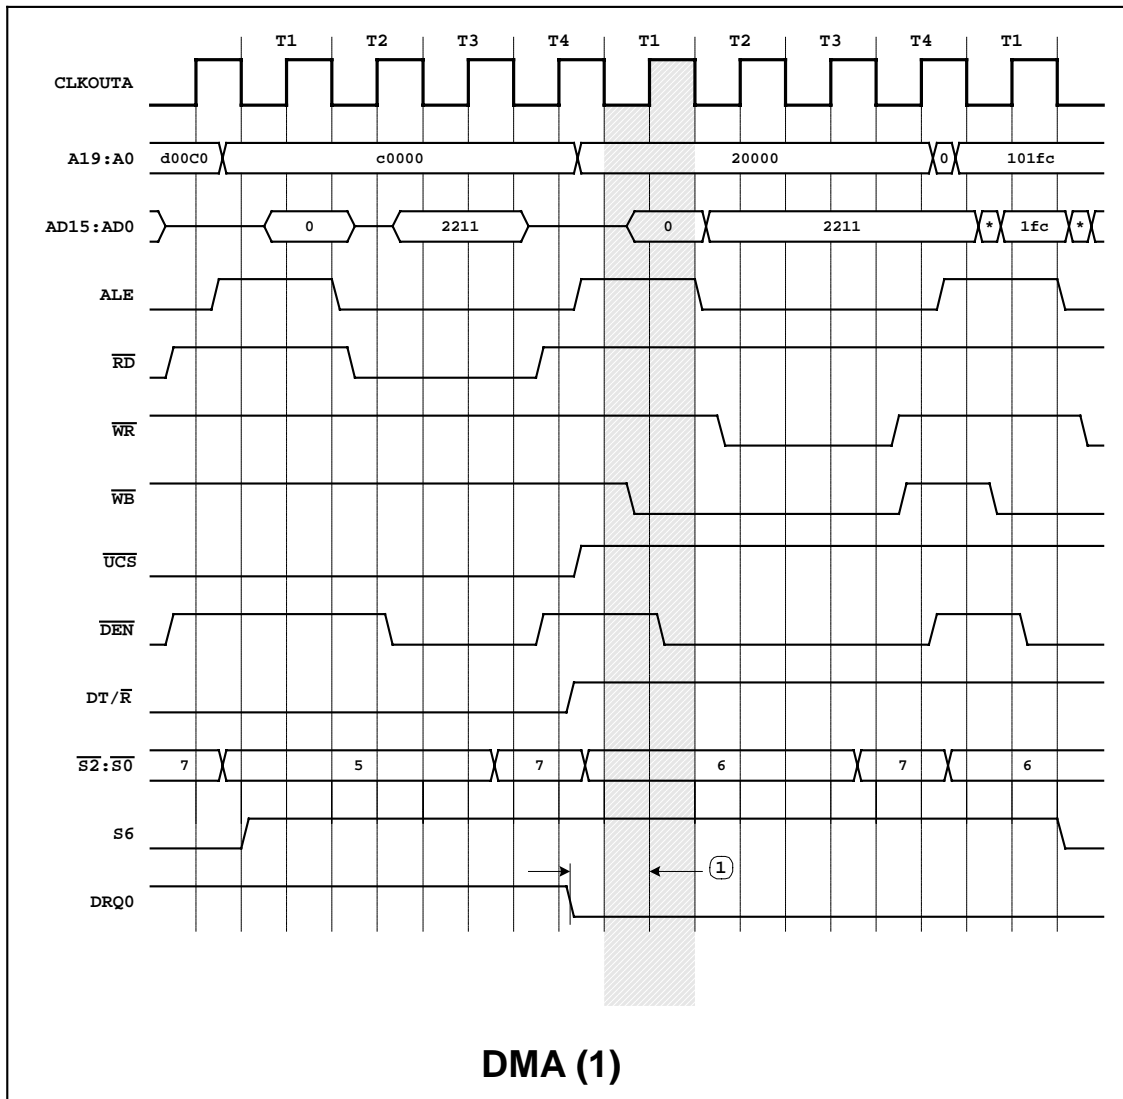 T1 T2 T3 T4 T1 T2 T3 T4 T1
CLKOUTA
A19:A0 d00C0 c0000 20000 0 101fc
AD15:AD0 0 2211 0 2211 * 1fc *
ALE
RD
WR
WB
UCS
DEN
DT/R
S2:S0 7 5 7 6 7 6
S6
1
DRQ0
DMA (1)